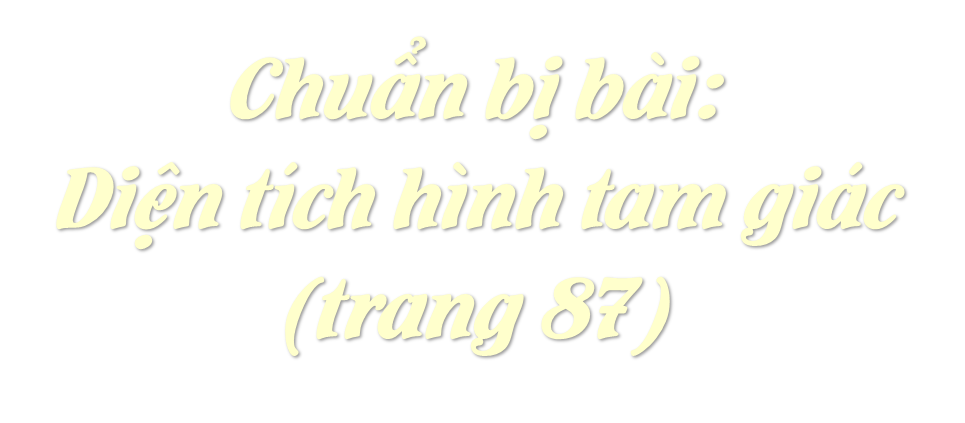 Chuẩn bị bài:
Diện tích hình tam giác
(trang 87)